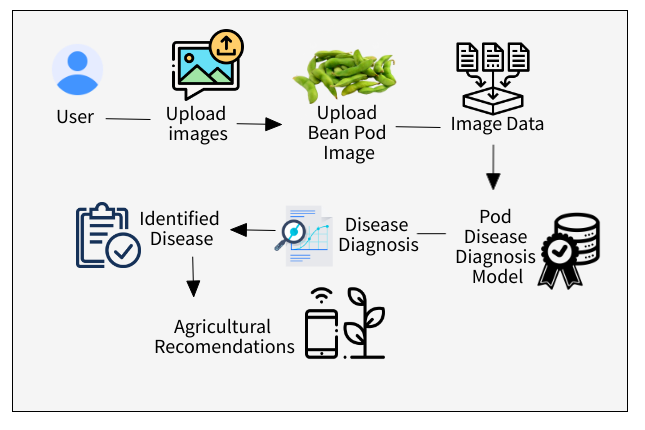 User
Upload
images
Upload
Bean Pod
Image
Image Data
Identified
Disease
Disease
Diagnosis
Pod
Disease
Diagnosis
Model
Agricultural
Recomendations